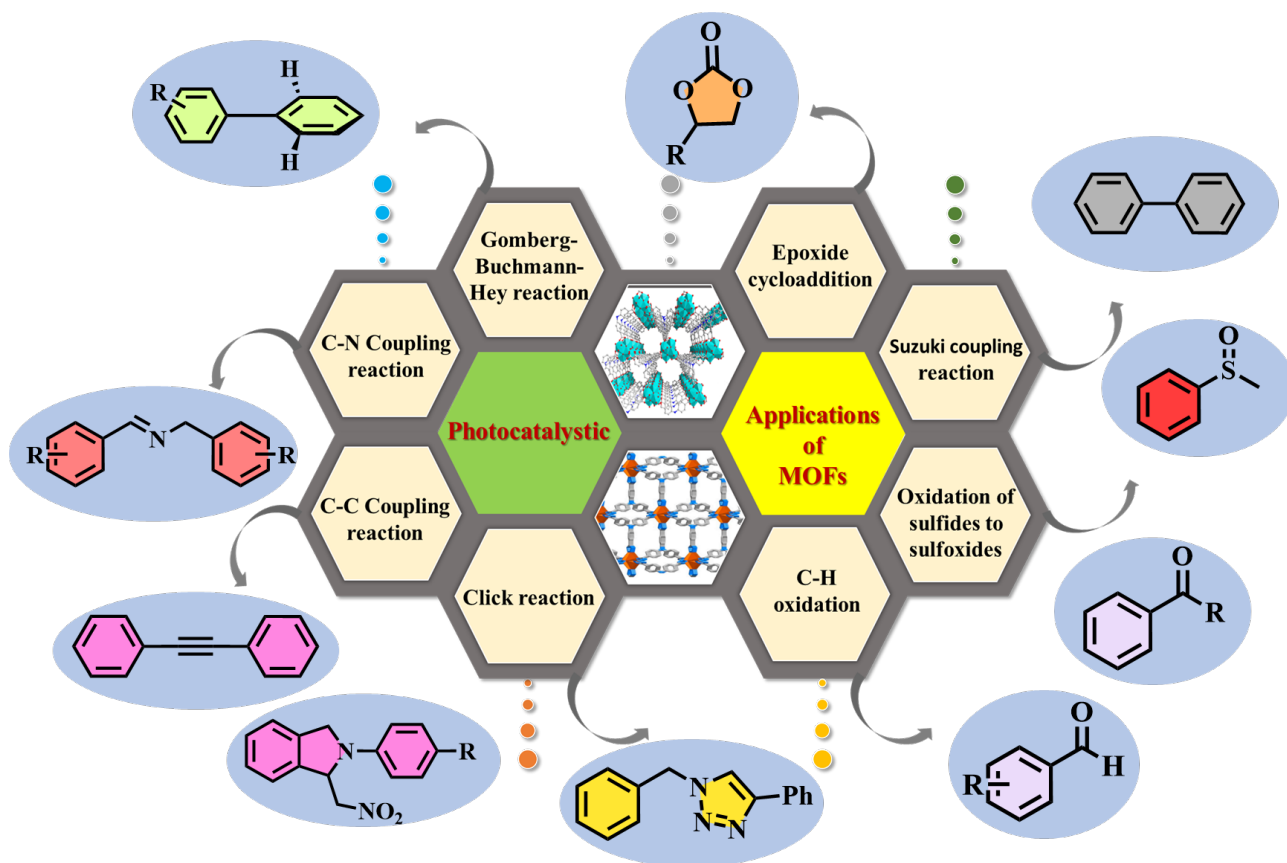 O
H
R
O
O
H
R
Gomberg-
Buchmann-
Hey reaction
Epoxide
cycloaddition
C-N Coupling
reaction
Suzuki coupling
reaction
O
S
Photocatalystic
Applications
of
MOFs
N
R
R
C-C Coupling
reaction
Oxidation of
sulfides to
sulfoxides
Click reaction
C-H
oxidation
O
R
N
R
NO2
N
N
N
Ph
O
H
R